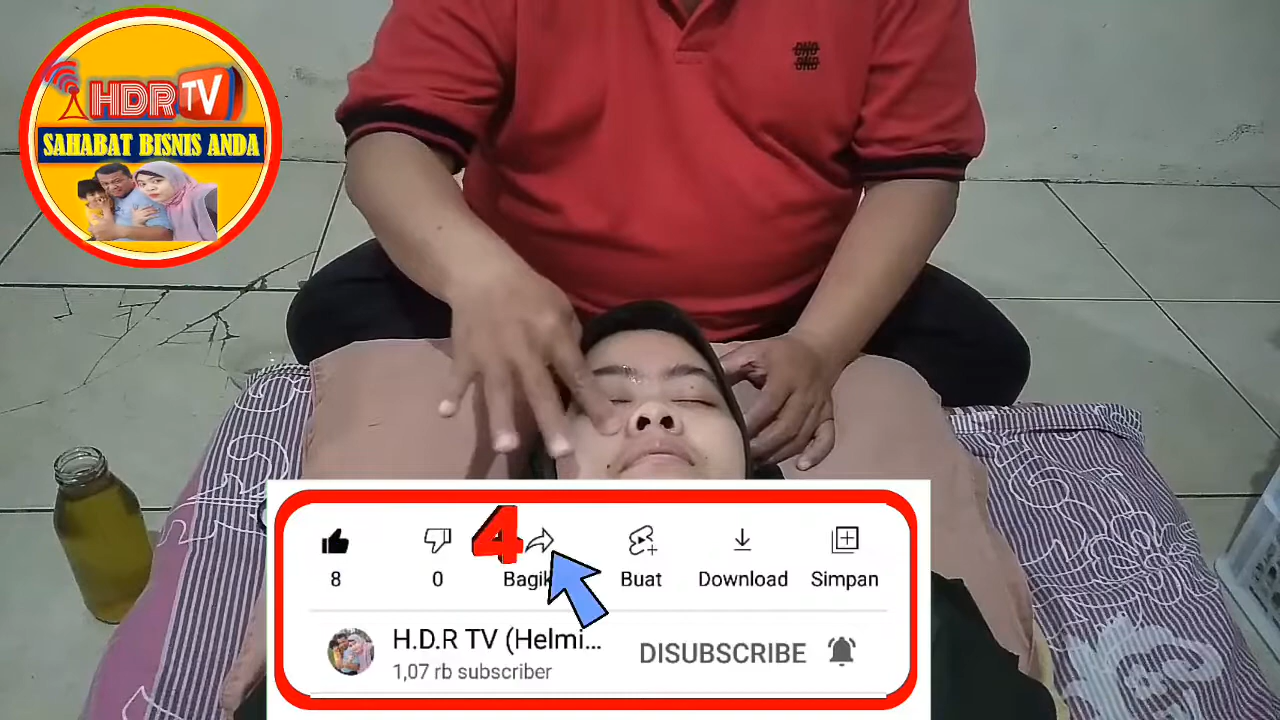 HDR TV
SAHABAT BISNIS ANDA
4
8
0
Bagik
Buat
Download
Simpan
H.D.R TV (Helmi...
DISUBSCRIBE
1,07 rb subscriber